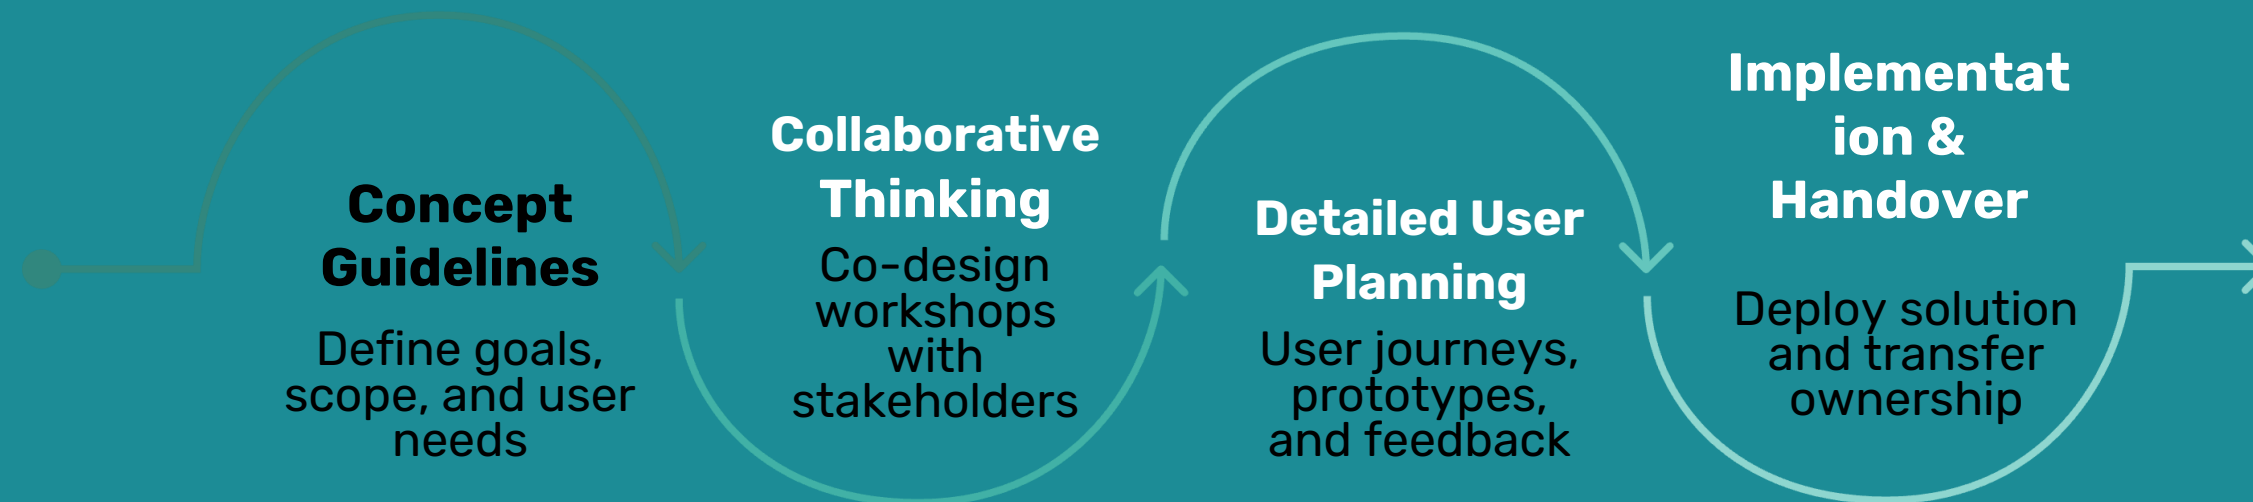 Concept
Guidelines
Define goals,
scope, and user
needs
Collaborative
Thinking
Co-design
workshops
with
stakeholders
Detailed User
Planning
User journeys,
prototypes,
and feedback
Implementat
ion &
Handover
Deploy solution
and transfer
ownership